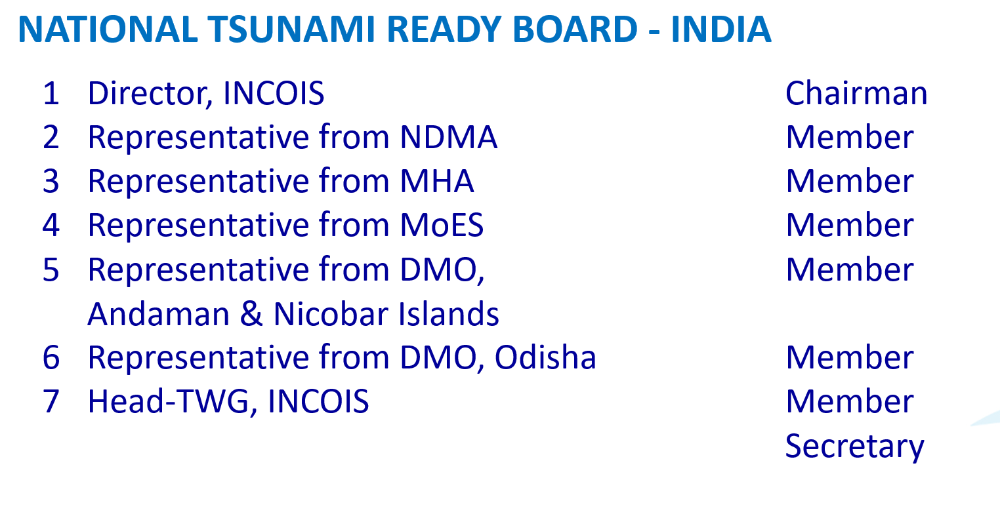 NATIONAL TSUNAMI READY BOARD - INDIA
1 Director, INCOIS Chairman
2 Representative from NDMA Member
3 Representative from MHA Member
4 Representative from MoES Member
5 Representative from DMO, Member
Andaman & Nicobar Islands
6 Representative from DMO, Odisha Member
7 Head-TWG, INCOIS Member
Secretary